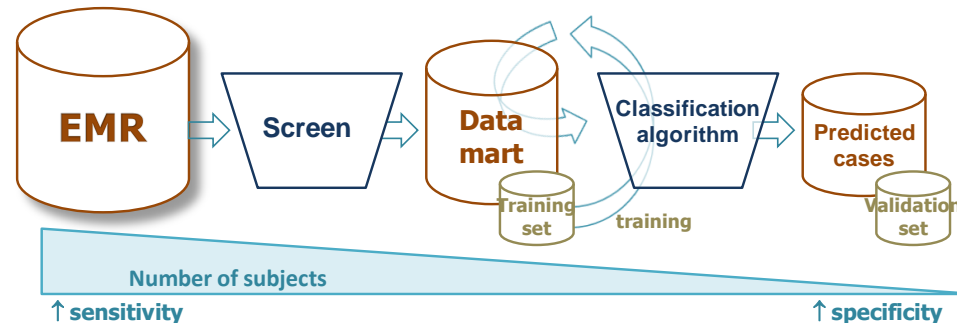 EMR
Screen
Data
mart
Training
set
training
Classification
algorithm
Predicted
cases
Validation
set
Number of subjects
↑ sensitivity
↑ specificity